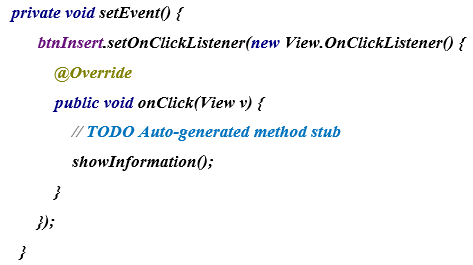 private void setEvent() {
btnInsert.setOnClickListener(new View.OnClickListener() {
@Override
public void onClick(View v) {
// TODO Auto-generated method stub
showInformation();
}
});
}